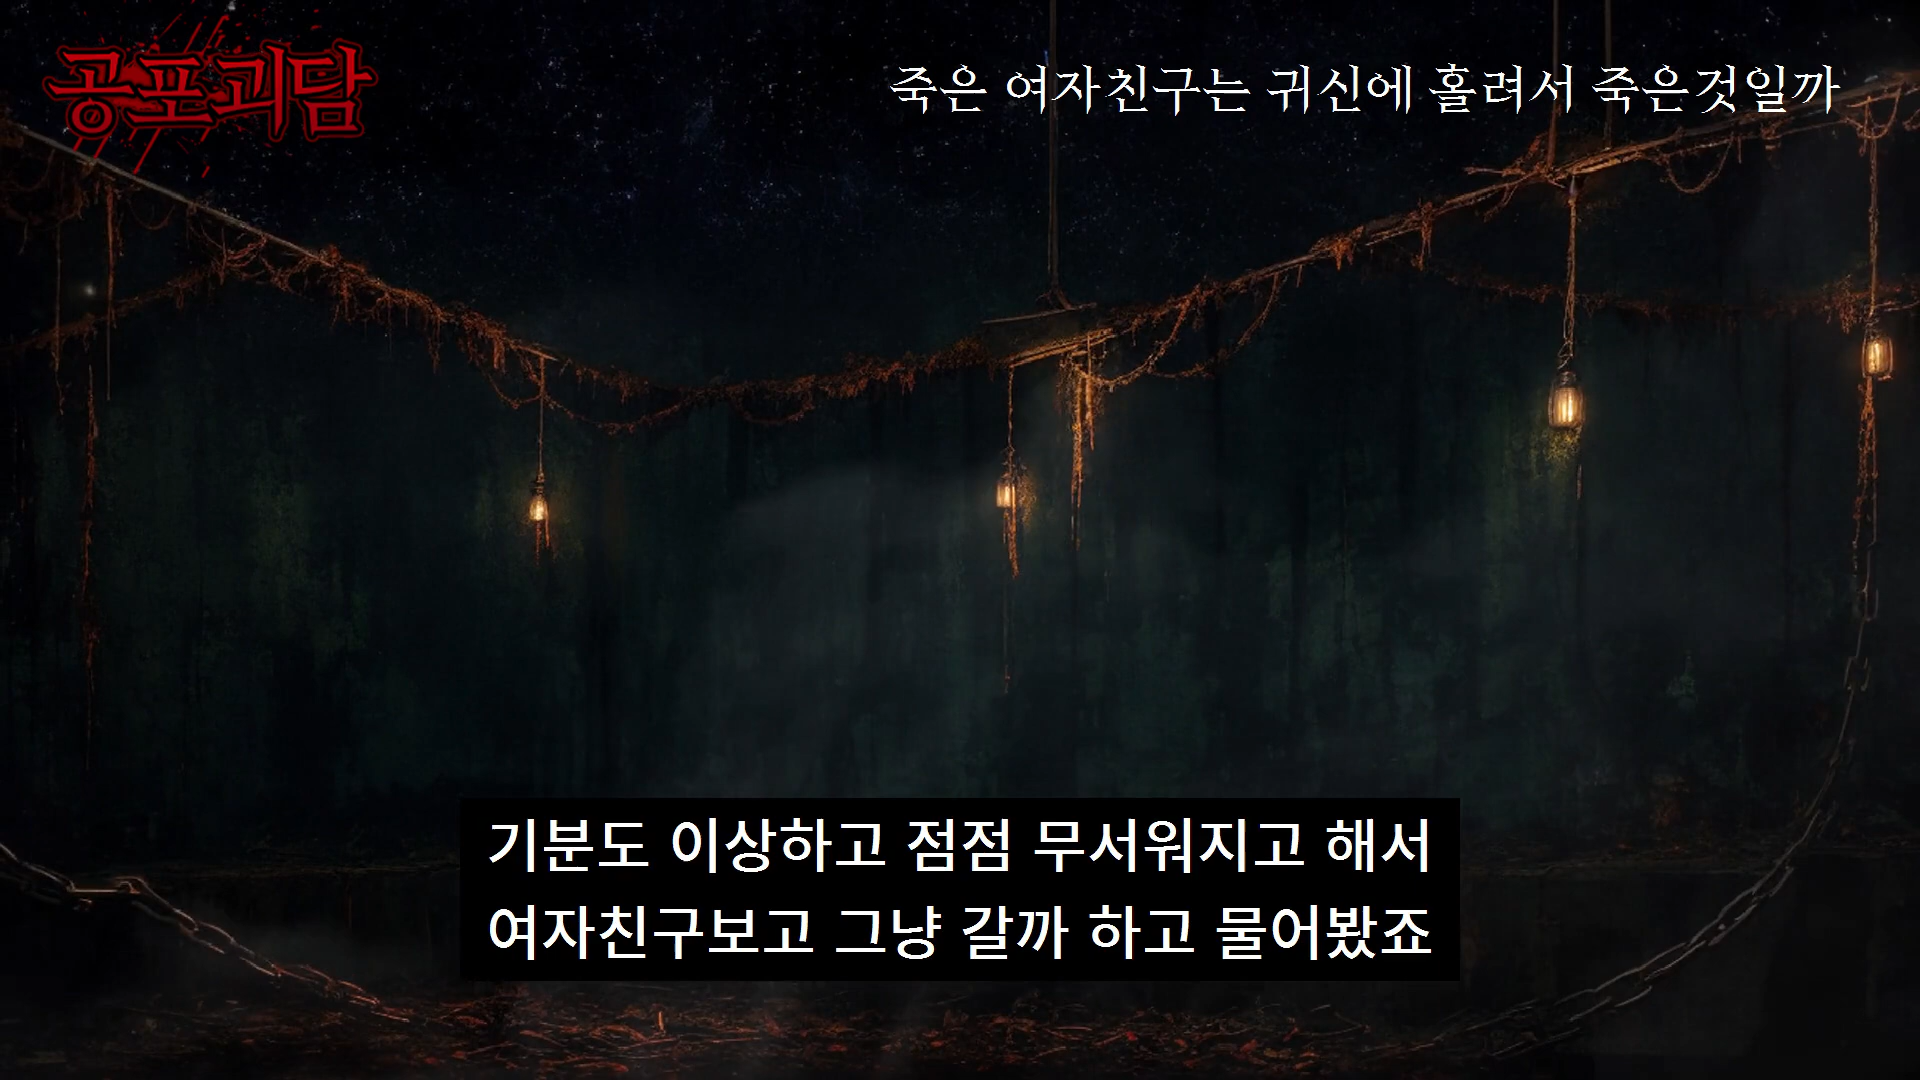 공포괴담
죽은 여자친구는 귀신에 홀려서 죽은것일까
기분도 이상하고 점점 무서워지고 해서
여자친구보고 그냥 갈까 하고 물어봤죠